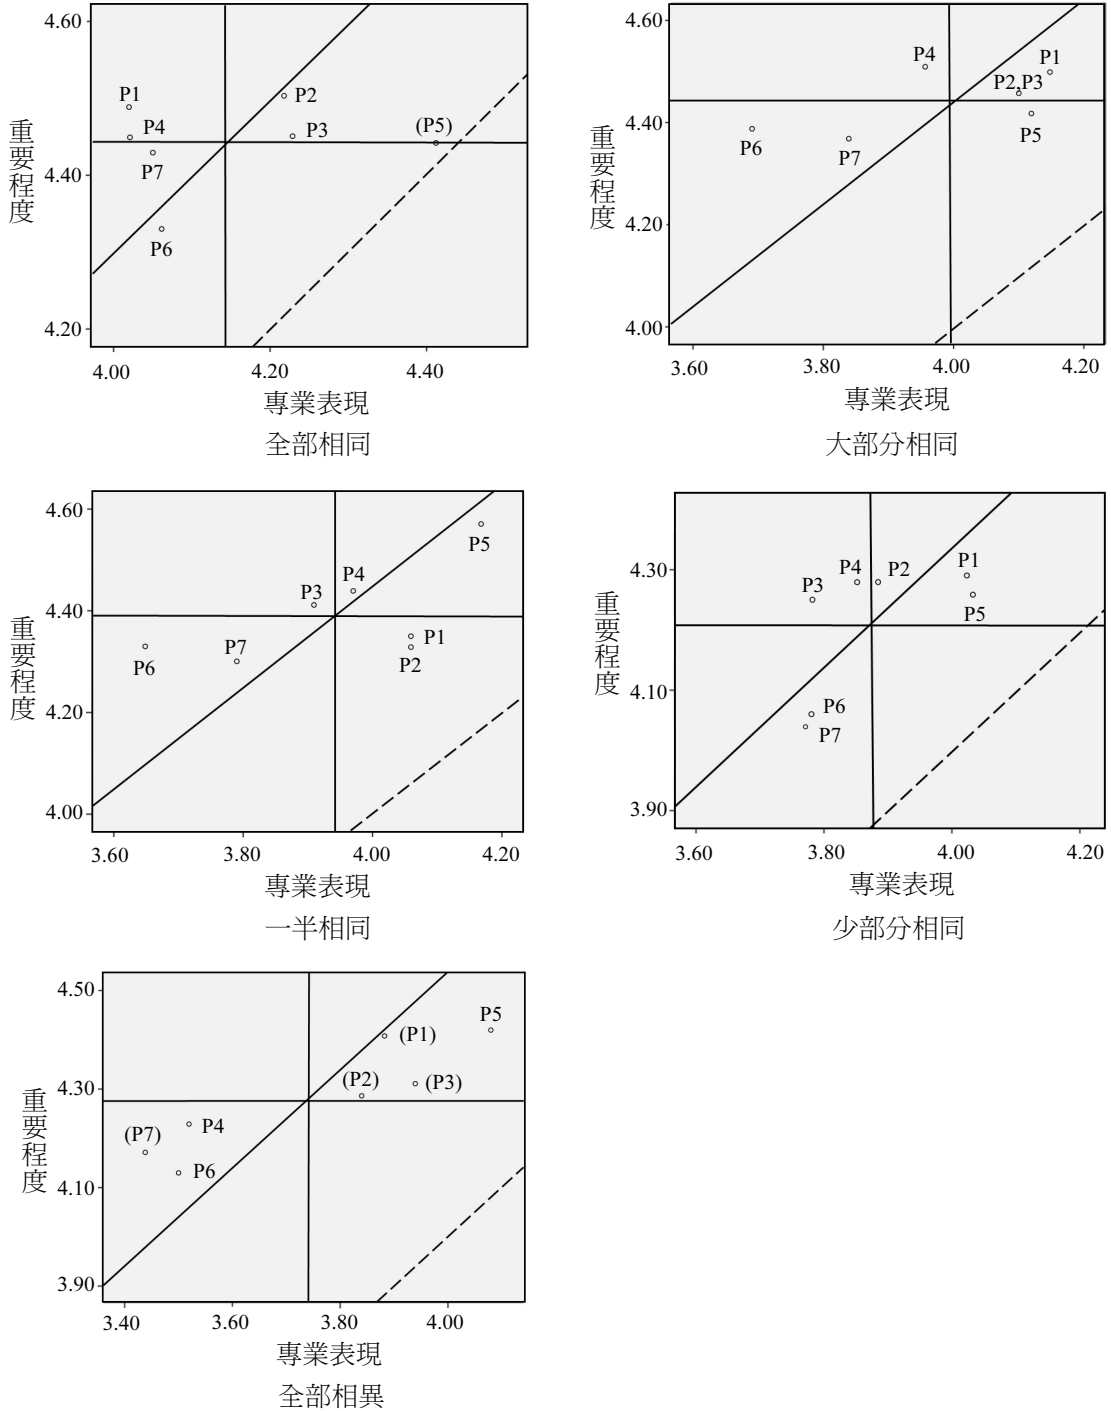 4.60
P1
P2
P4
P3
(P5)
P7
4.40
P6
4.20
4.00
4.20
4.40
重要程度
專業表現
全部相同
4.60
P4
P1
P2,P3
4.40
P6
P7
P5
4.20
4.00
3.60
3.80
4.00
4.20
重要程度
專業表現
大部分相同
4.60
P5
P4
P3
4.40
P1
P7
P6
P2
4.20
4.00
3.60
3.80
4.00
4.20
重要程度
專業表現
一半相同
P1
4.30
P4
P2
P3
P5
4.10
P6
P7
3.90
3.60
3.80
4.00
4.20
重要程度
專業表現
少部分相同
4.50
P5
(P1)
4.30
(P2)
(P3)
P4
(P7)
P6
4.10
3.90
3.40
3.60
3.80
4.00
重要程度
專業表現
全部相異